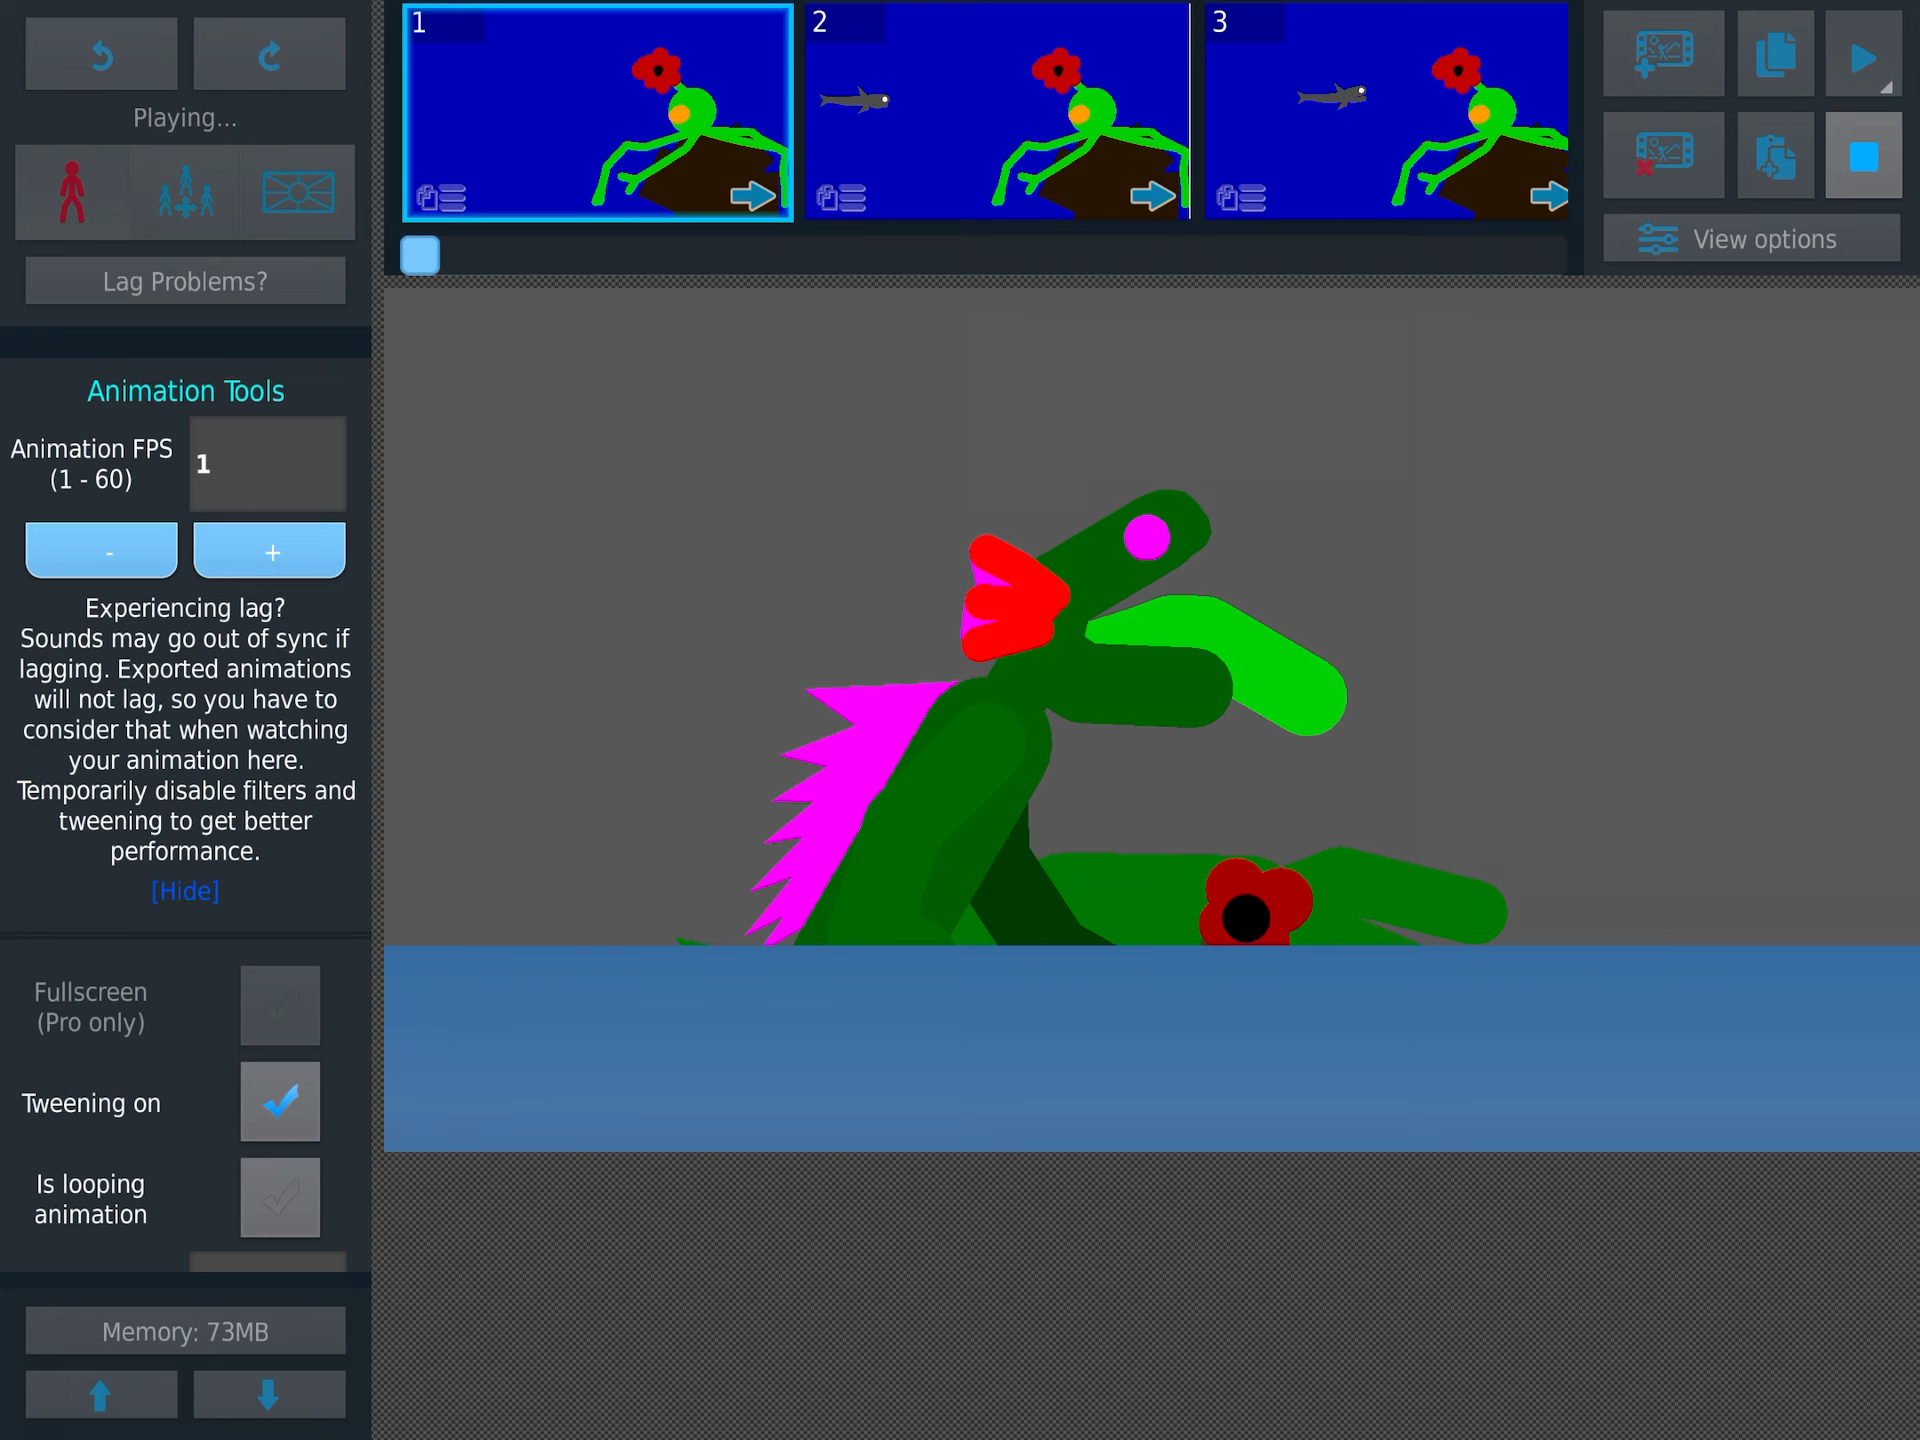 1
2
3
Playing...
Lag Problems?
View options
Animation Tools
Animation FPS
(1 - 60)
1
-
+
Experiencing lag?
Sounds may go out of sync if
lagging. Exported animations
will not lag, so you have to
consider that when watching
your animation here.
Temporarily disable filters and
tweening to get better
performance.
[Hide]
Fullscreen
(Pro only)
Tweening on
Is looping
animation
Memory: 73MB